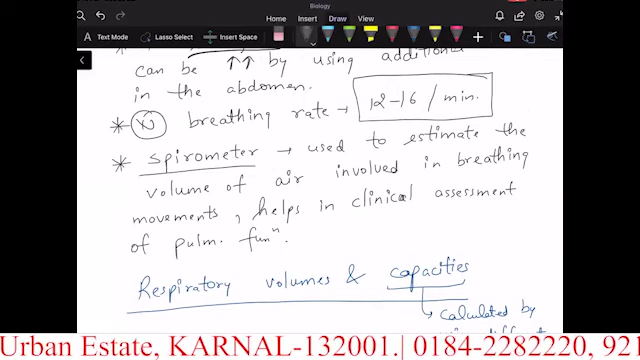 Biology
Home Insert Draw View
Text Mode Lasso Select Insert Space
can be ↑↑ by using additional
in the abdomen.
* breathing rate → 12-16 / min.
* Spirometer → used to estimate the
volume of air involved in breathing
movements, helps in clinical assessment
of pulm. funⁿ.
Respiratory volumes & capacities
→ calculated by
Urban Estate, KARNAL-132001.| 0184-2282220, 92